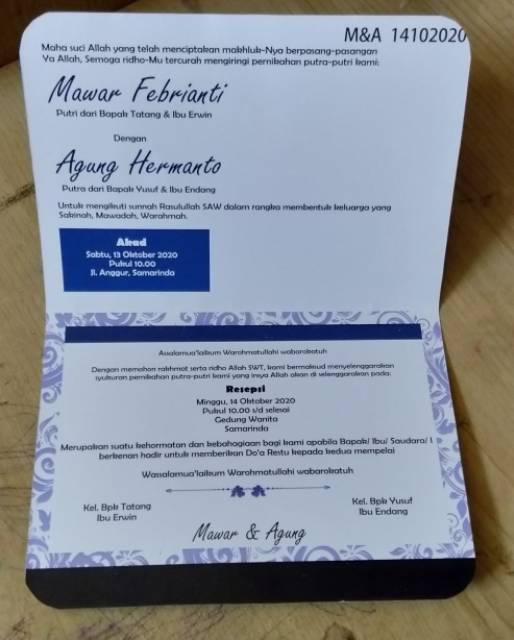 M&A 14102020
Maha suci Allah yang telah menciptakan makhluk-Nya berpasang-pasangan
Ya Allah, Semoga ridho-Mu tercurah mengiringi pernikahan putra-putri kami:
Mawar Febrianti
Putri dari Bapak Tatang & Ibu Erwin
Dengan
Agung Hermanto
Putra dari Bapak Yusuf & Ibu Endang
Untuk mengikuti sunnah Rasulullah SAW dalam rangka membentuk keluarga yang
Sakinah, Mawadah, Warahmah.
Akad
Sabtu, 13 Oktober 2020
Pukul 10.00
Jl. Anggur, Samarinda
Assalamua'laikum Warohmatullahi wabarokatuh
Dengan memohon rakhmat serta ridho Allah SWT, kami bermaksud menyelenggarakan
syukuran pernikahan putra-putri kami yang insya Allah akan di selenggarakan pada:
Resepsi
Minggu, 14 Oktober 2020
Pukul 10.00 s/d selesai
Gedung Wanita
Samarinda
Merupakan suatu kehormatan dan kebahagiaan bagi kami apabila Bapak/ Ibu/ Saudara/ I
berkenan hadir untuk memberikan Do'a Restu kepada kedua mempelai
Wasalamua'laikum Warohmatullahi wabarokatuh
Kel. Bpk Tatang
Ibu Erwin
Kel. Bpk Yusuf
Ibu Endang
Mawar & Agung